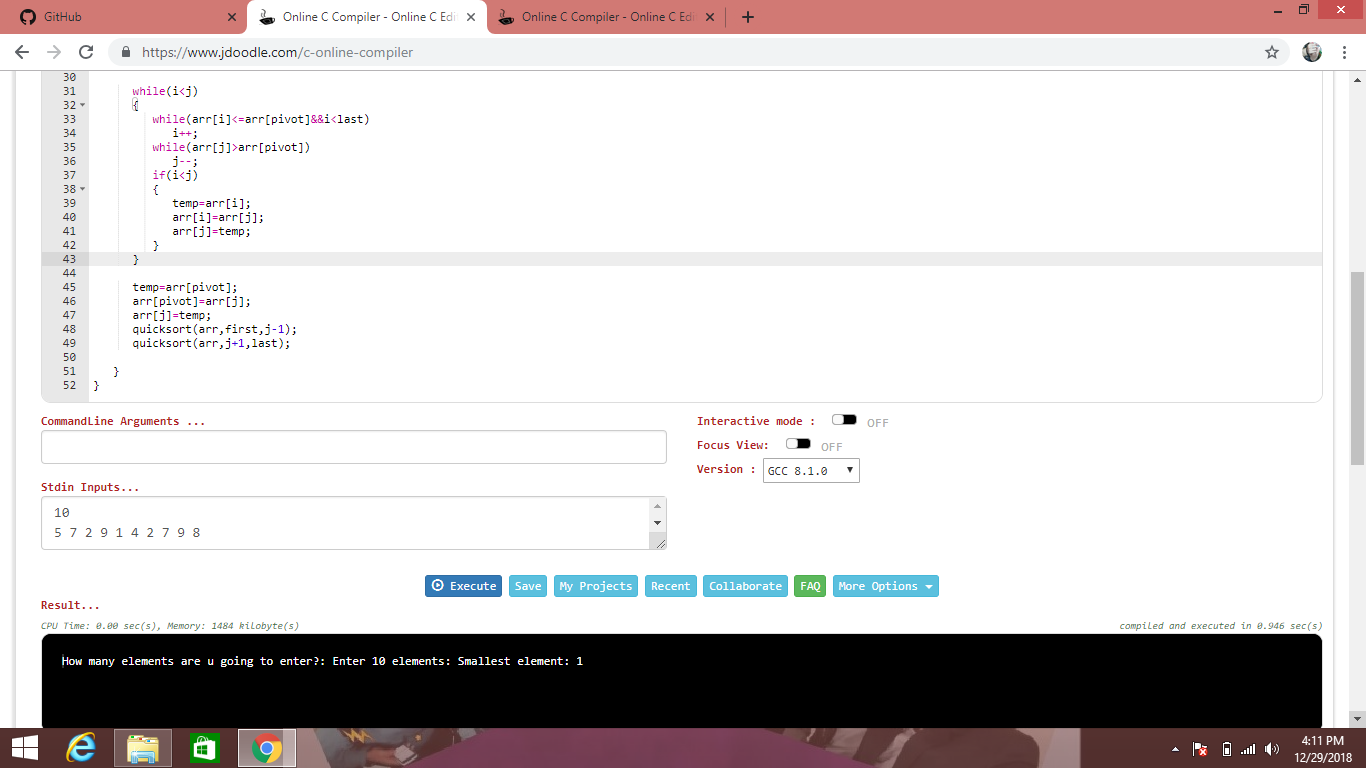 GitHub
Online C Compiler - Online C Edi
Online C Compiler - Online C Edi
https://www.jdoodle.com/c-online-compiler
30
31 while(i<j)
32 {
33 while(arr[i]<=arr[pivot]&&i<last)
34 i++;
35 while(arr[j]>arr[pivot])
36 j--;
37 if(i<j)
38 {
39 temp=arr[i];
40 arr[i]=arr[j];
41 arr[j]=temp;
42 }
43 }
44
45 temp=arr[pivot];
46 arr[pivot]=arr[j];
47 arr[j]=temp;
48 quicksort(arr,first,j-1);
49 quicksort(arr,j+1,last);
50
51 }
52 }
CommandLine Arguments ...
Interactive mode : OFF
Focus View: OFF
Version : GCC 8.1.0
Stdin Inputs...
10
5 7 2 9 1 4 2 7 9 8
Execute Save My Projects Recent Collaborate FAQ More Options
Result...
CPU Time: 0.00 sec(s), Memory: 1484 kilobyte(s)
compiled and executed in 0.946 sec(s)
How many elements are u going to enter?: Enter 10 elements: Smallest element: 1
4:11 PM
12/29/2018